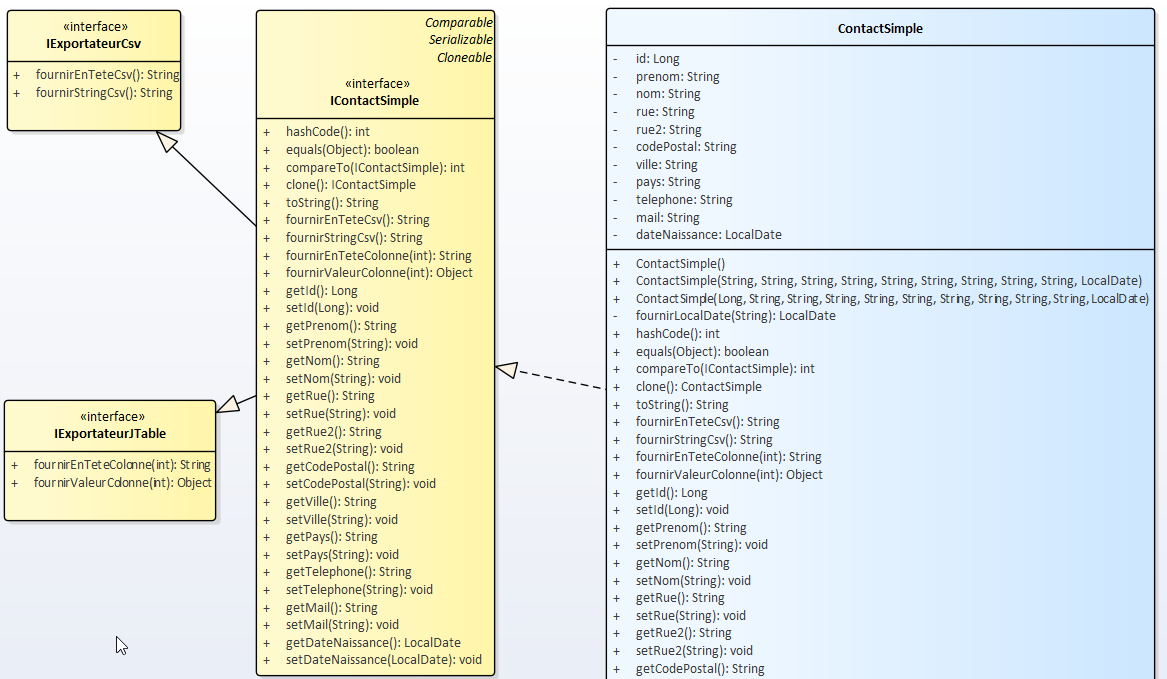 «interface»
IExportateurCsv
+ fournirEnTeteCsv(): String
+ fournirStringCsv(): String
Comparable
Serializable
Cloneable
«interface»
IContactSimple
+ hashCode(): int
+ equals(Object): boolean
+ compareTo(IContactSimple): int
+ clone(): IContactSimple
+ toString(): String
+ fournirEnTeteCsv(): String
+ fournirStringCsv(): String
+ fournirEnTeteColonne(int): String
+ fournirValeurColonne(int): Object
+ getId(): Long
+ setId(Long): void
+ getPrenom(): String
+ setPrenom(String): void
+ getNom(): String
+ setNom(String): void
+ getRue(): String
+ setRue(String): void
+ getRue2(): String
+ setRue2(String): void
+ getCodePostal(): String
+ setCodePostal(String): void
+ getVille(): String
+ setVille(String): void
+ getPays(): String
+ setPays(String): void
+ getTelephone(): String
+ setTelephone(String): void
+ getMail(): String
+ setMail(String): void
+ getDateNaissance(): LocalDate
+ setDateNaissance(LocalDate): void
«interface»
IExportateurJTable
+ fournirEnTeteColonne(int): String
+ fournirValeurColonne(int): Object
ContactSimple
- id: Long
- prenom: String
- nom: String
- rue: String
- rue2: String
- codePostal: String
- ville: String
- pays: String
- telephone: String
- mail: String
- dateNaissance: LocalDate
+ ContactSimple()
+ ContactSimple(String, String, String, String, String, String, String, String, String, LocalDate)
+ ContactSimple(Long, String, String, String, String, String, String, String, String, String, LocalDate)
- fournirLocalDate(String): LocalDate
+ hashCode(): int
+ equals(Object): boolean
+ compareTo(IContactSimple): int
+ clone(): ContactSimple
+ toString(): String
+ fournirEnTeteCsv(): String
+ fournirStringCsv(): String
+ fournirEnTeteColonne(int): String
+ fournirValeurColonne(int): Object
+ getId(): Long
+ setId(Long): void
+ getPrenom(): String
+ setPrenom(String): void
+ getNom(): String
+ setNom(String): void
+ getRue(): String
+ setRue(String): void
+ getRue2(): String
+ setRue2(String): void
+ getCodePostal(): String